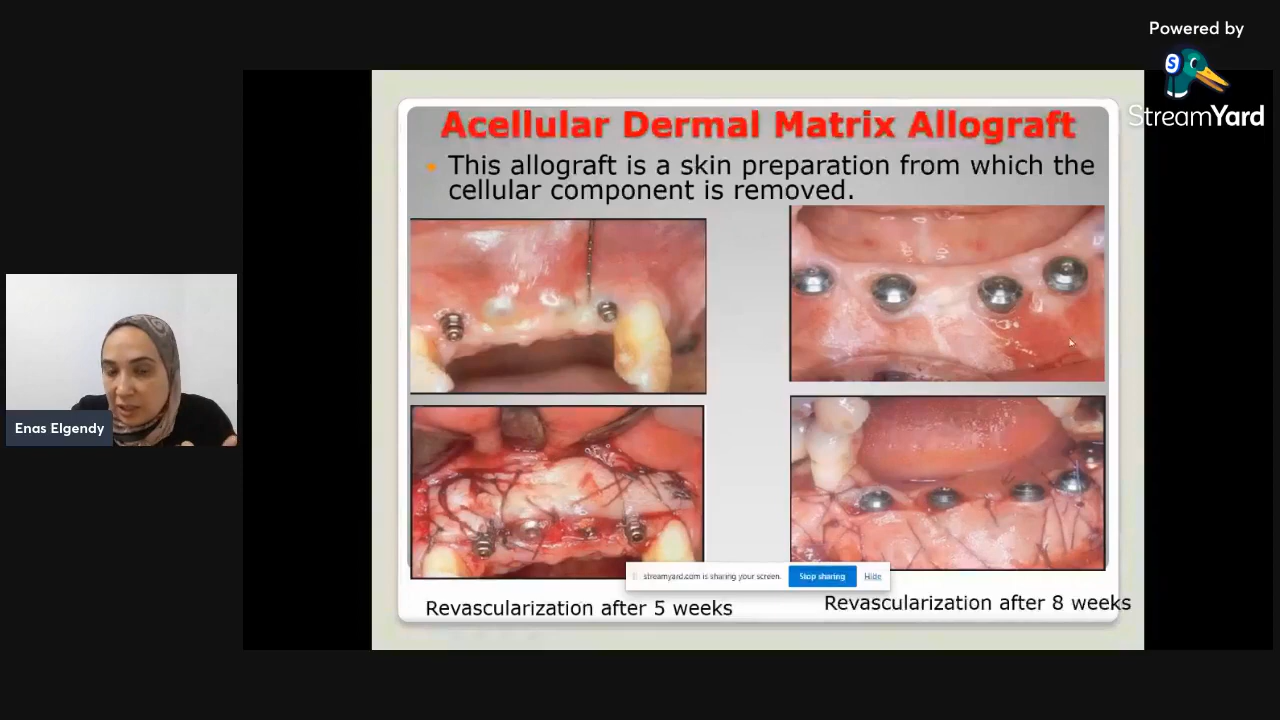 Powered by
StreamYard
Acellular Dermal Matrix Allograft
This allograft is a skin preparation from which the
cellular component is removed.
Enas Elgendy
streamyard.com is sharing your screen.
Stop sharing
Hide
Revascularization after 5 weeks
Revascularization after 8 weeks